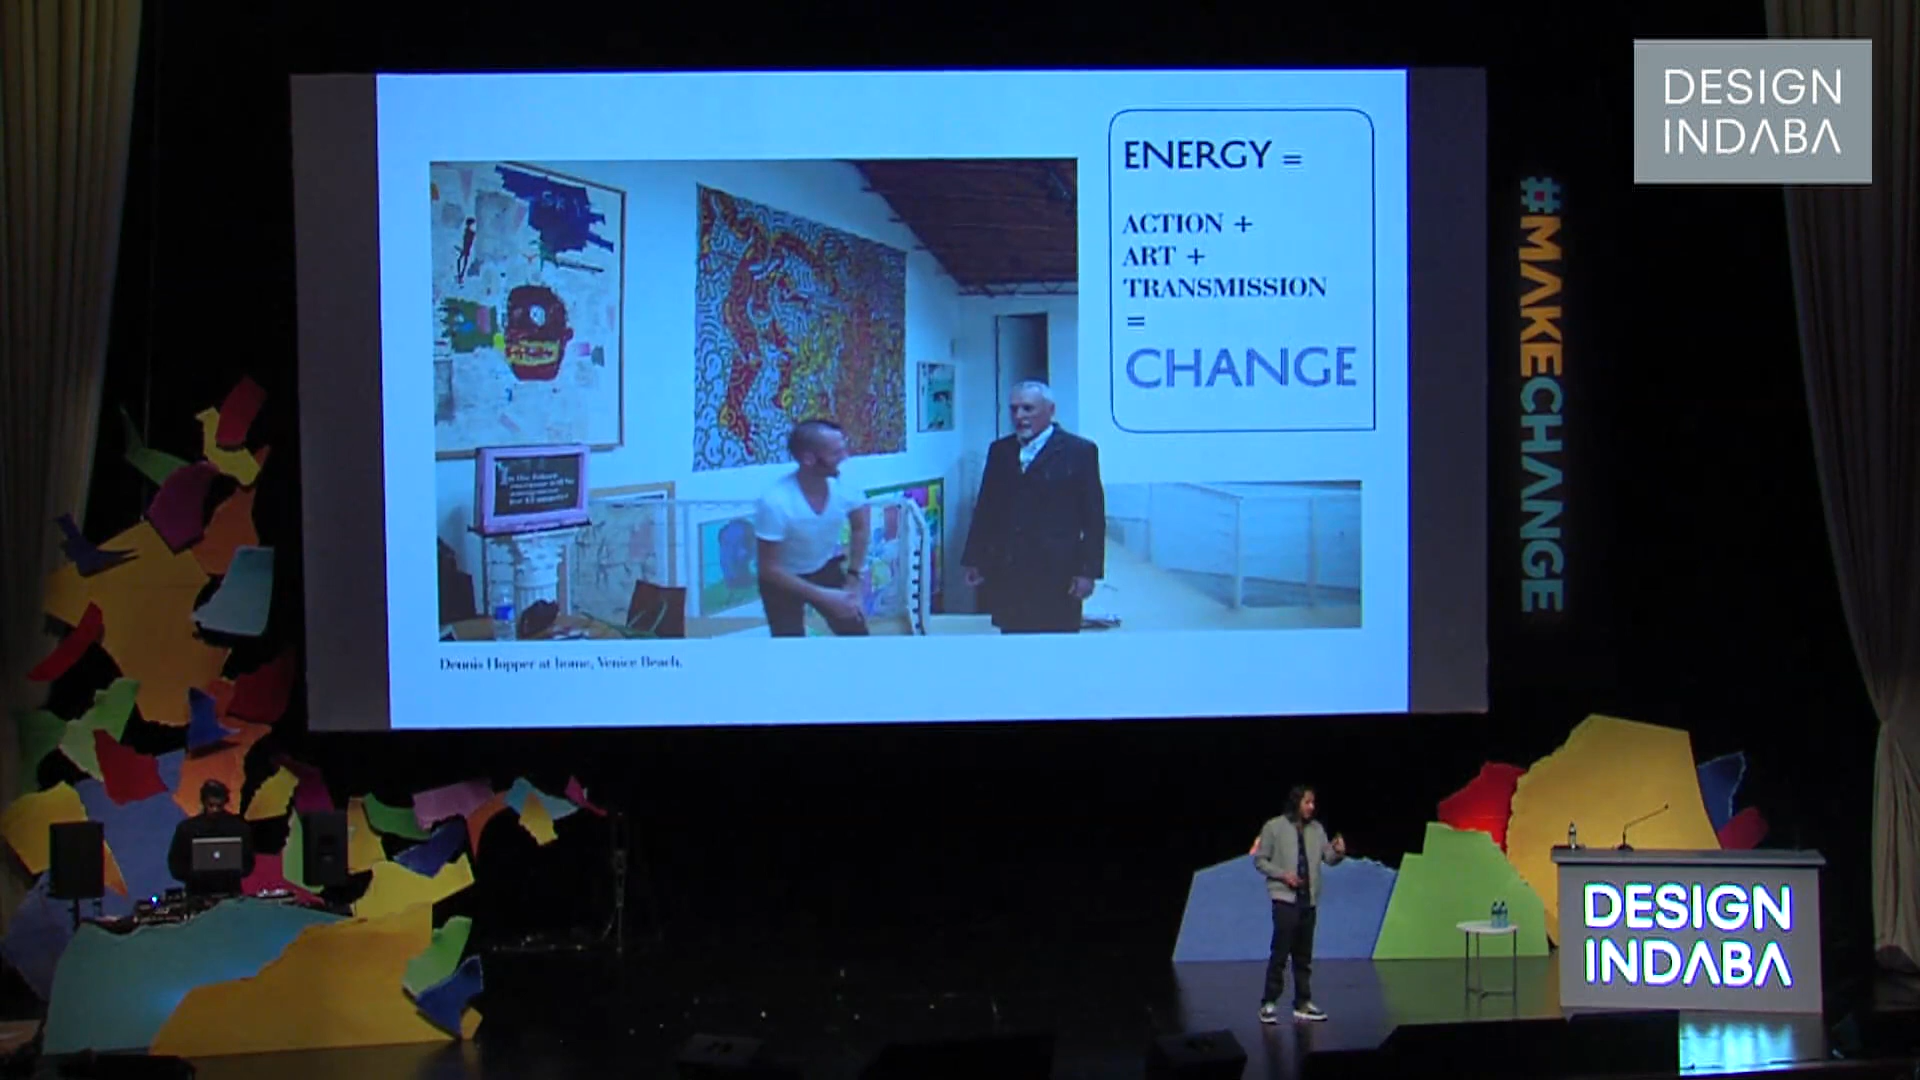 DESIGN
INDABA
ENERGY =
ACTION +
ART +
TRANSMISSION
=
CHANGE
#MAKECHANGE
Dennis Hopper at home, Venice Beach.
DESIGN
INDABA